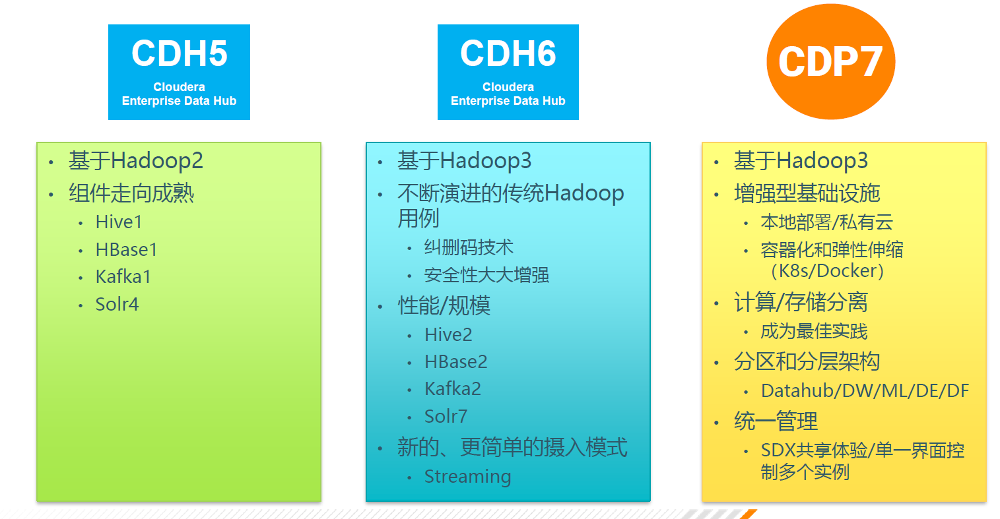 CDH5
Cloudera
Enterprise Data Hub
• 基于Hadoop2
• 组件走向成熟
• Hive1
• HBase1
• Kafka1
• Solr4
CDH6
Cloudera
Enterprise Data Hub
• 基于Hadoop3
• 不断演进的传统Hadoop
用例
• 纠删码技术
• 安全性大大增强
• 性能/规模
• Hive2
• HBase2
• Kafka2
• Solr7
• 新的、更简单的摄入模式
• Streaming
CDP7
• 基于Hadoop3
• 增强型基础设施
• 本地部署/私有云
• 容器化和弹性伸缩
（K8s/Docker）
• 计算/存储分离
• 成为最佳实践
• 分区和分层架构
• Datahub/DW/ML/DE/DF
• 统一管理
• SDX共享体验/单一界面控
制多个实例